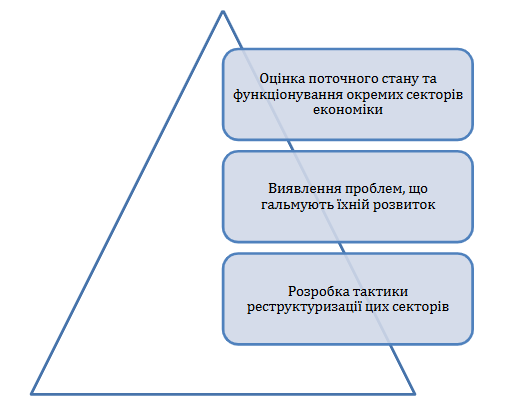 Оцінка поточного стану та
функціонування окремих секторів
економіки
Виявлення проблем, що
гальмують їхній розвиток
Розробка тактики
реструктуризації цих секторів